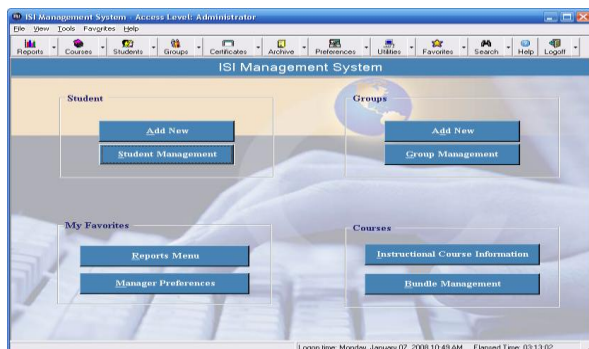 ISI Management System - Access Level: Administrator
File View Tools Favorites Help
Reports Courses Students Groups Certificates Archive Preferences Utilities Favorites Search Help Logoff
ISI Management System
Student
Add New
Student Management
Groups
Add New
Group Management
My Favorites
Reports Menu
Manager Preferences
Courses
Instructional Course Information
Bundle Management
Logon time: Monday, January 07, 2008 10:49 AM Elapsed Time: 03:13:02